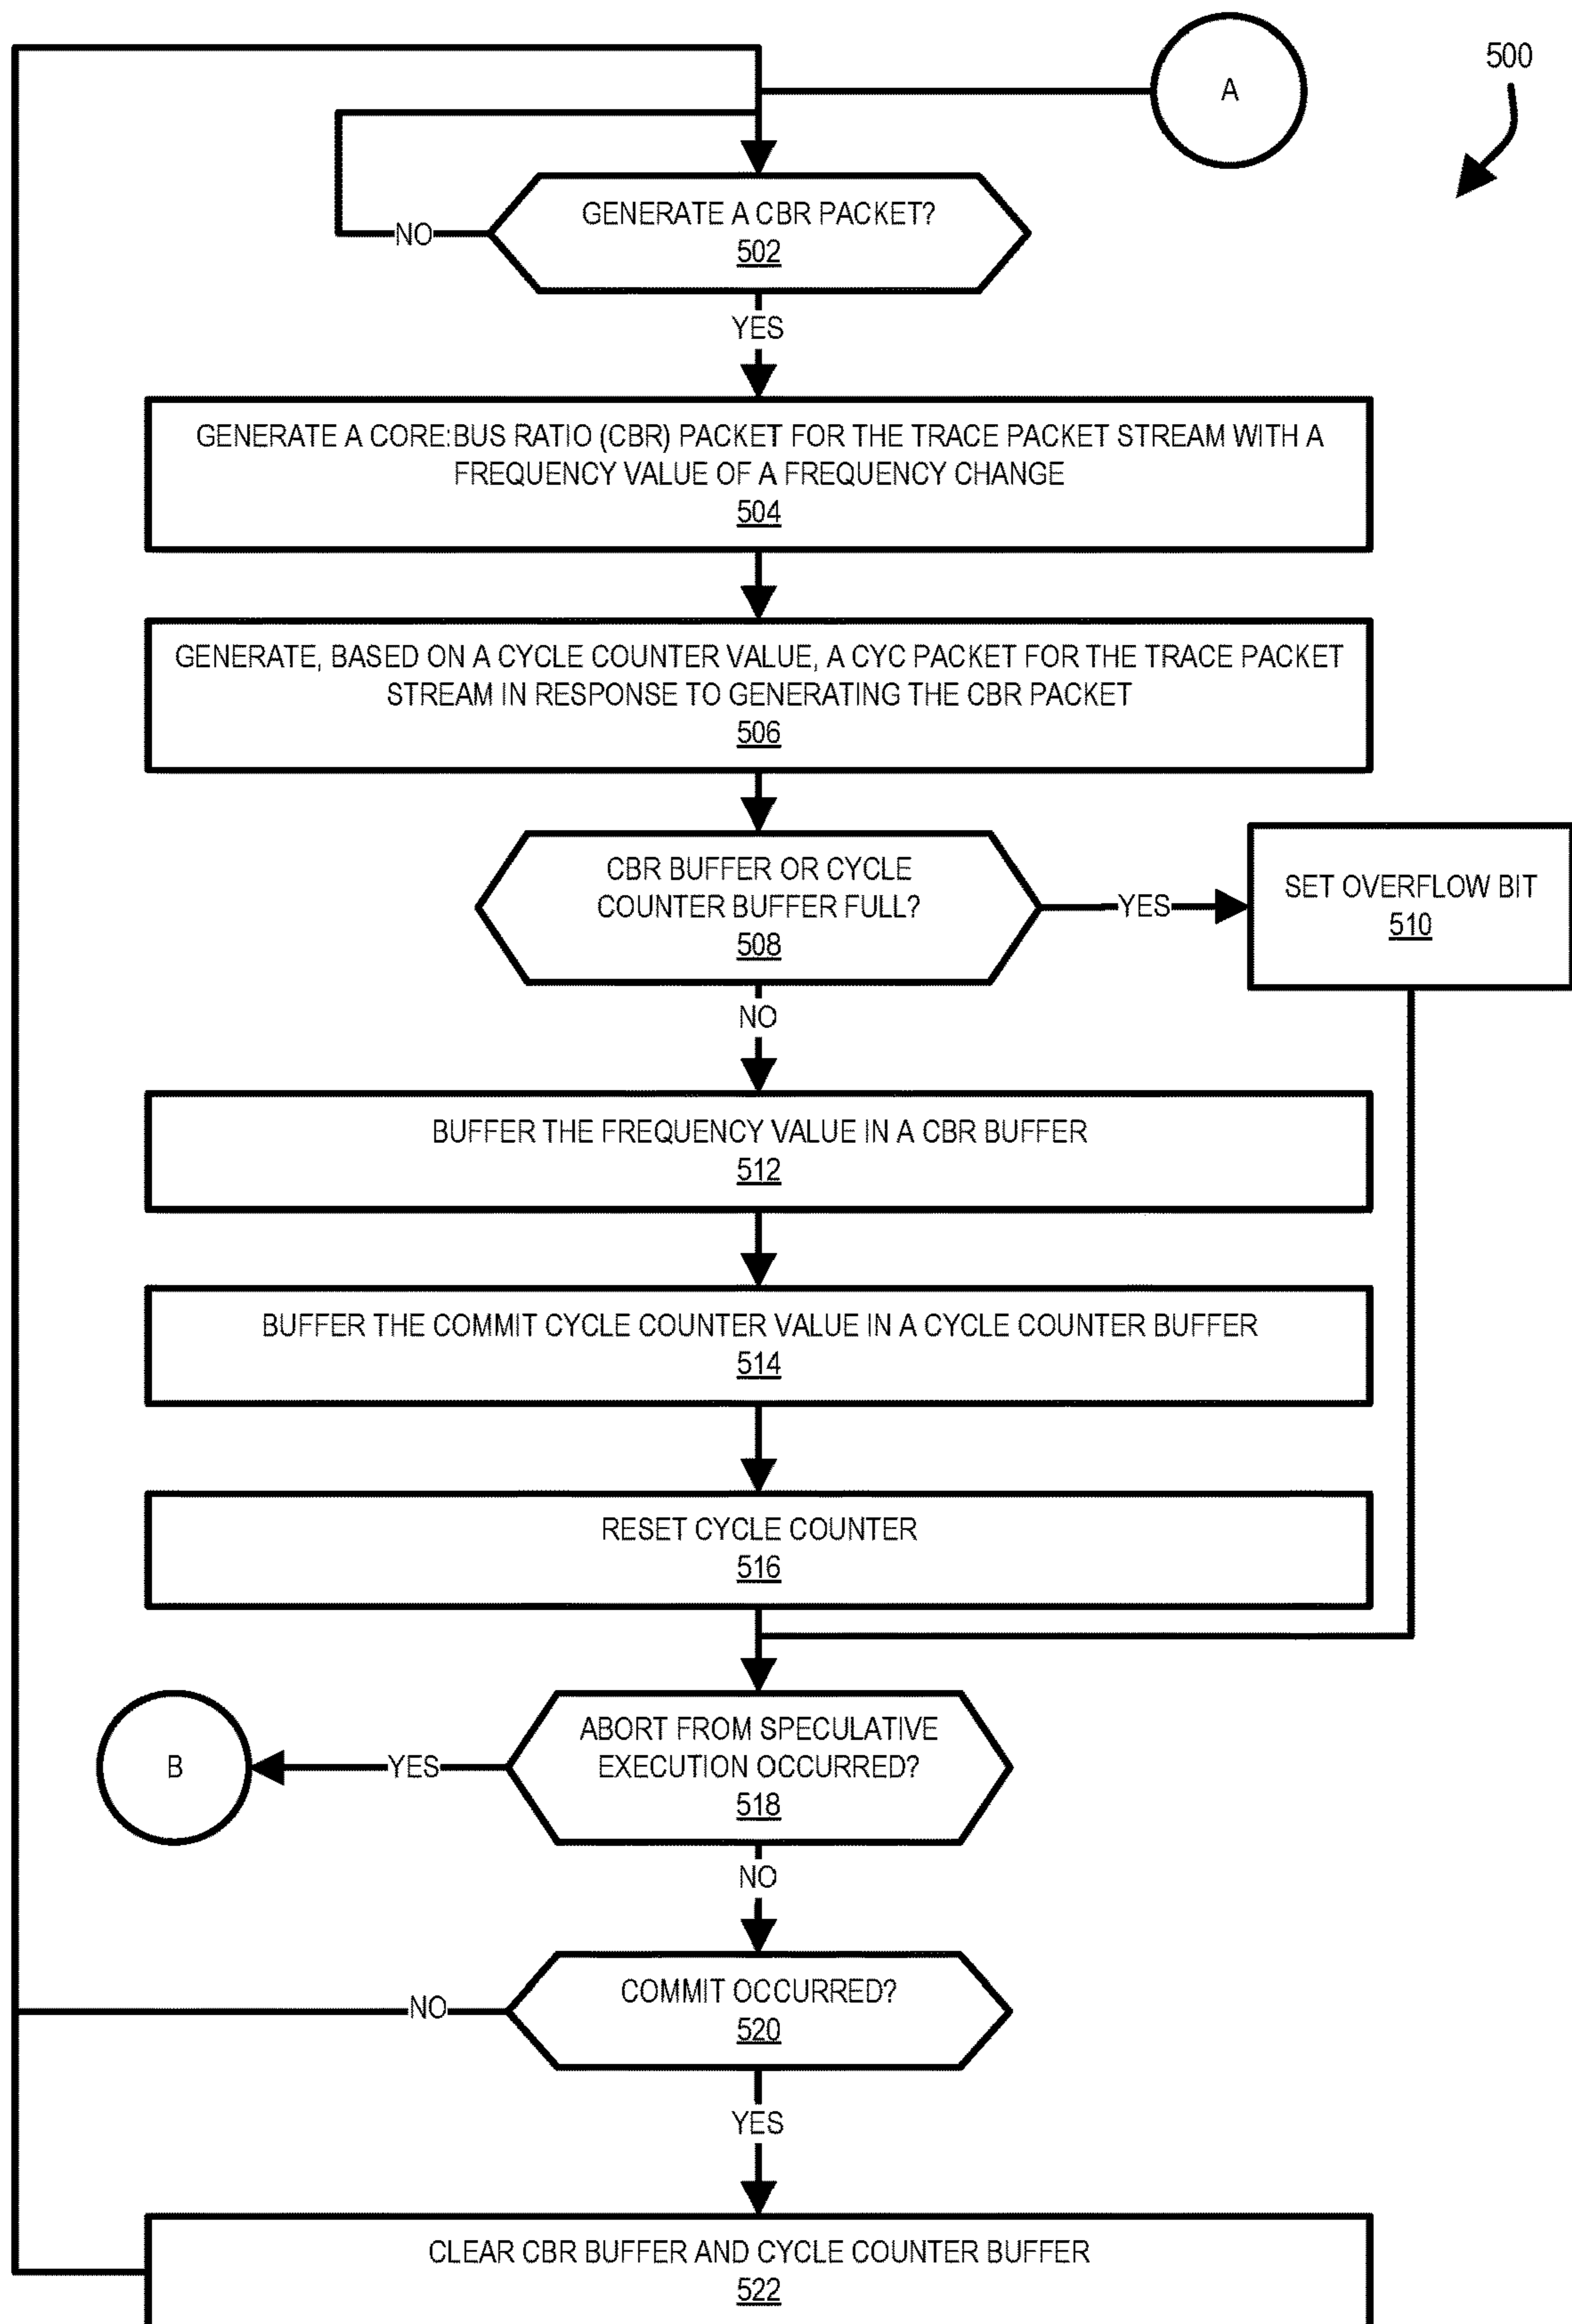 A
500
GENERATE A CBR PACKET?
502
NO
YES
GENERATE A CORE:BUS RATIO (CBR) PACKET FOR THE TRACE PACKET STREAM WITH A
FREQUENCY VALUE OF A FREQUENCY CHANGE
504
GENERATE, BASED ON A CYCLE COUNTER VALUE, A CYC PACKET FOR THE TRACE PACKET
STREAM IN RESPONSE TO GENERATING THE CBR PACKET
506
CBR BUFFER OR CYCLE
COUNTER BUFFER FULL?
508
YES
SET OVERFLOW BIT
510
NO
BUFFER THE FREQUENCY VALUE IN A CBR BUFFER
512
BUFFER THE COMMIT CYCLE COUNTER VALUE IN A CYCLE COUNTER BUFFER
514
RESET CYCLE COUNTER
516
ABORT FROM SPECULATIVE
EXECUTION OCCURRED?
518
YES
B
NO
COMMIT OCCURRED?
520
NO
YES
CLEAR CBR BUFFER AND CYCLE COUNTER BUFFER
522